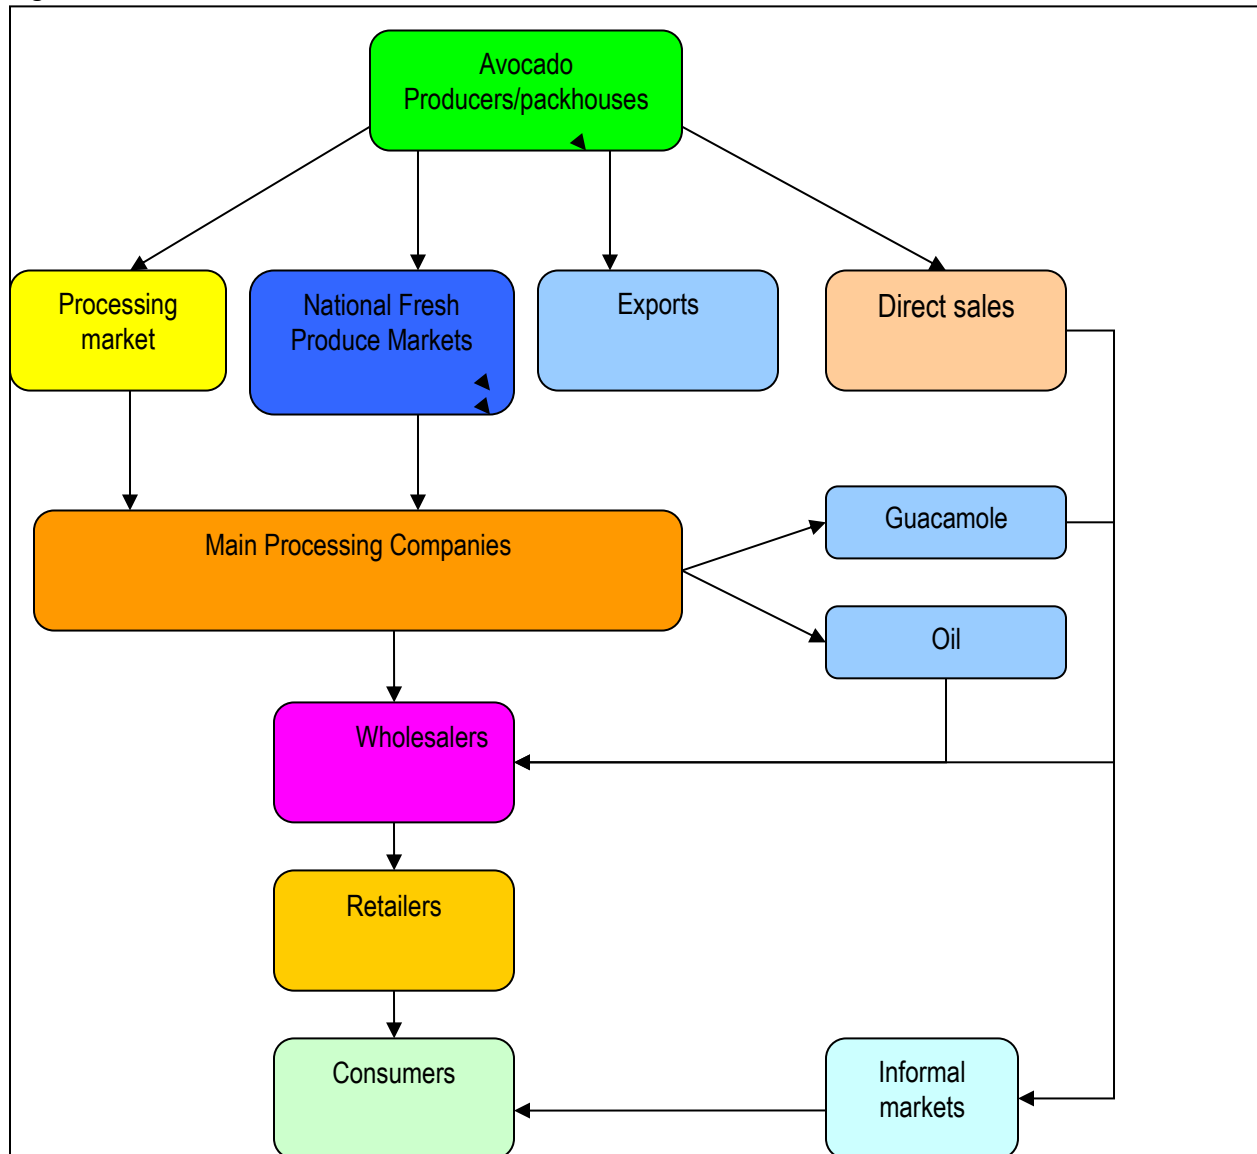 Avocado
Producers/packhouses
Processing
market
National Fresh
Produce Markets
Exports
Direct sales
Guacamole
Main Processing Companies
Oil
Wholesalers
Retailers
Consumers
Informal
markets